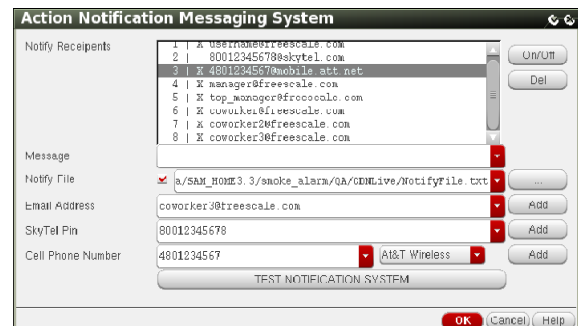 Action Notification Messaging System
Notify Receipents
1 | X username@freescale.com
2 | 80012345678@skytel.com
3 | X 4801234567@mobile.att.net
4 | X manager@freescale.com
5 | X top_manager@freescale.com
6 | X coworker@freescale.com
7 | X coworker2@freescale.com
8 | X coworker3@freescale.com
On/Off
Del
Message
Notify File
a/SAM_HOME3.3/smoke_alarm/QA/CDNLive/NotifyFile.txt
...
Email Address
coworker3@freescale.com
Add
SkyTel Pin
80012345678
Add
Cell Phone Number
4801234567
At&T Wireless
Add
TEST NOTIFICATION SYSTEM
OK Cancel Help